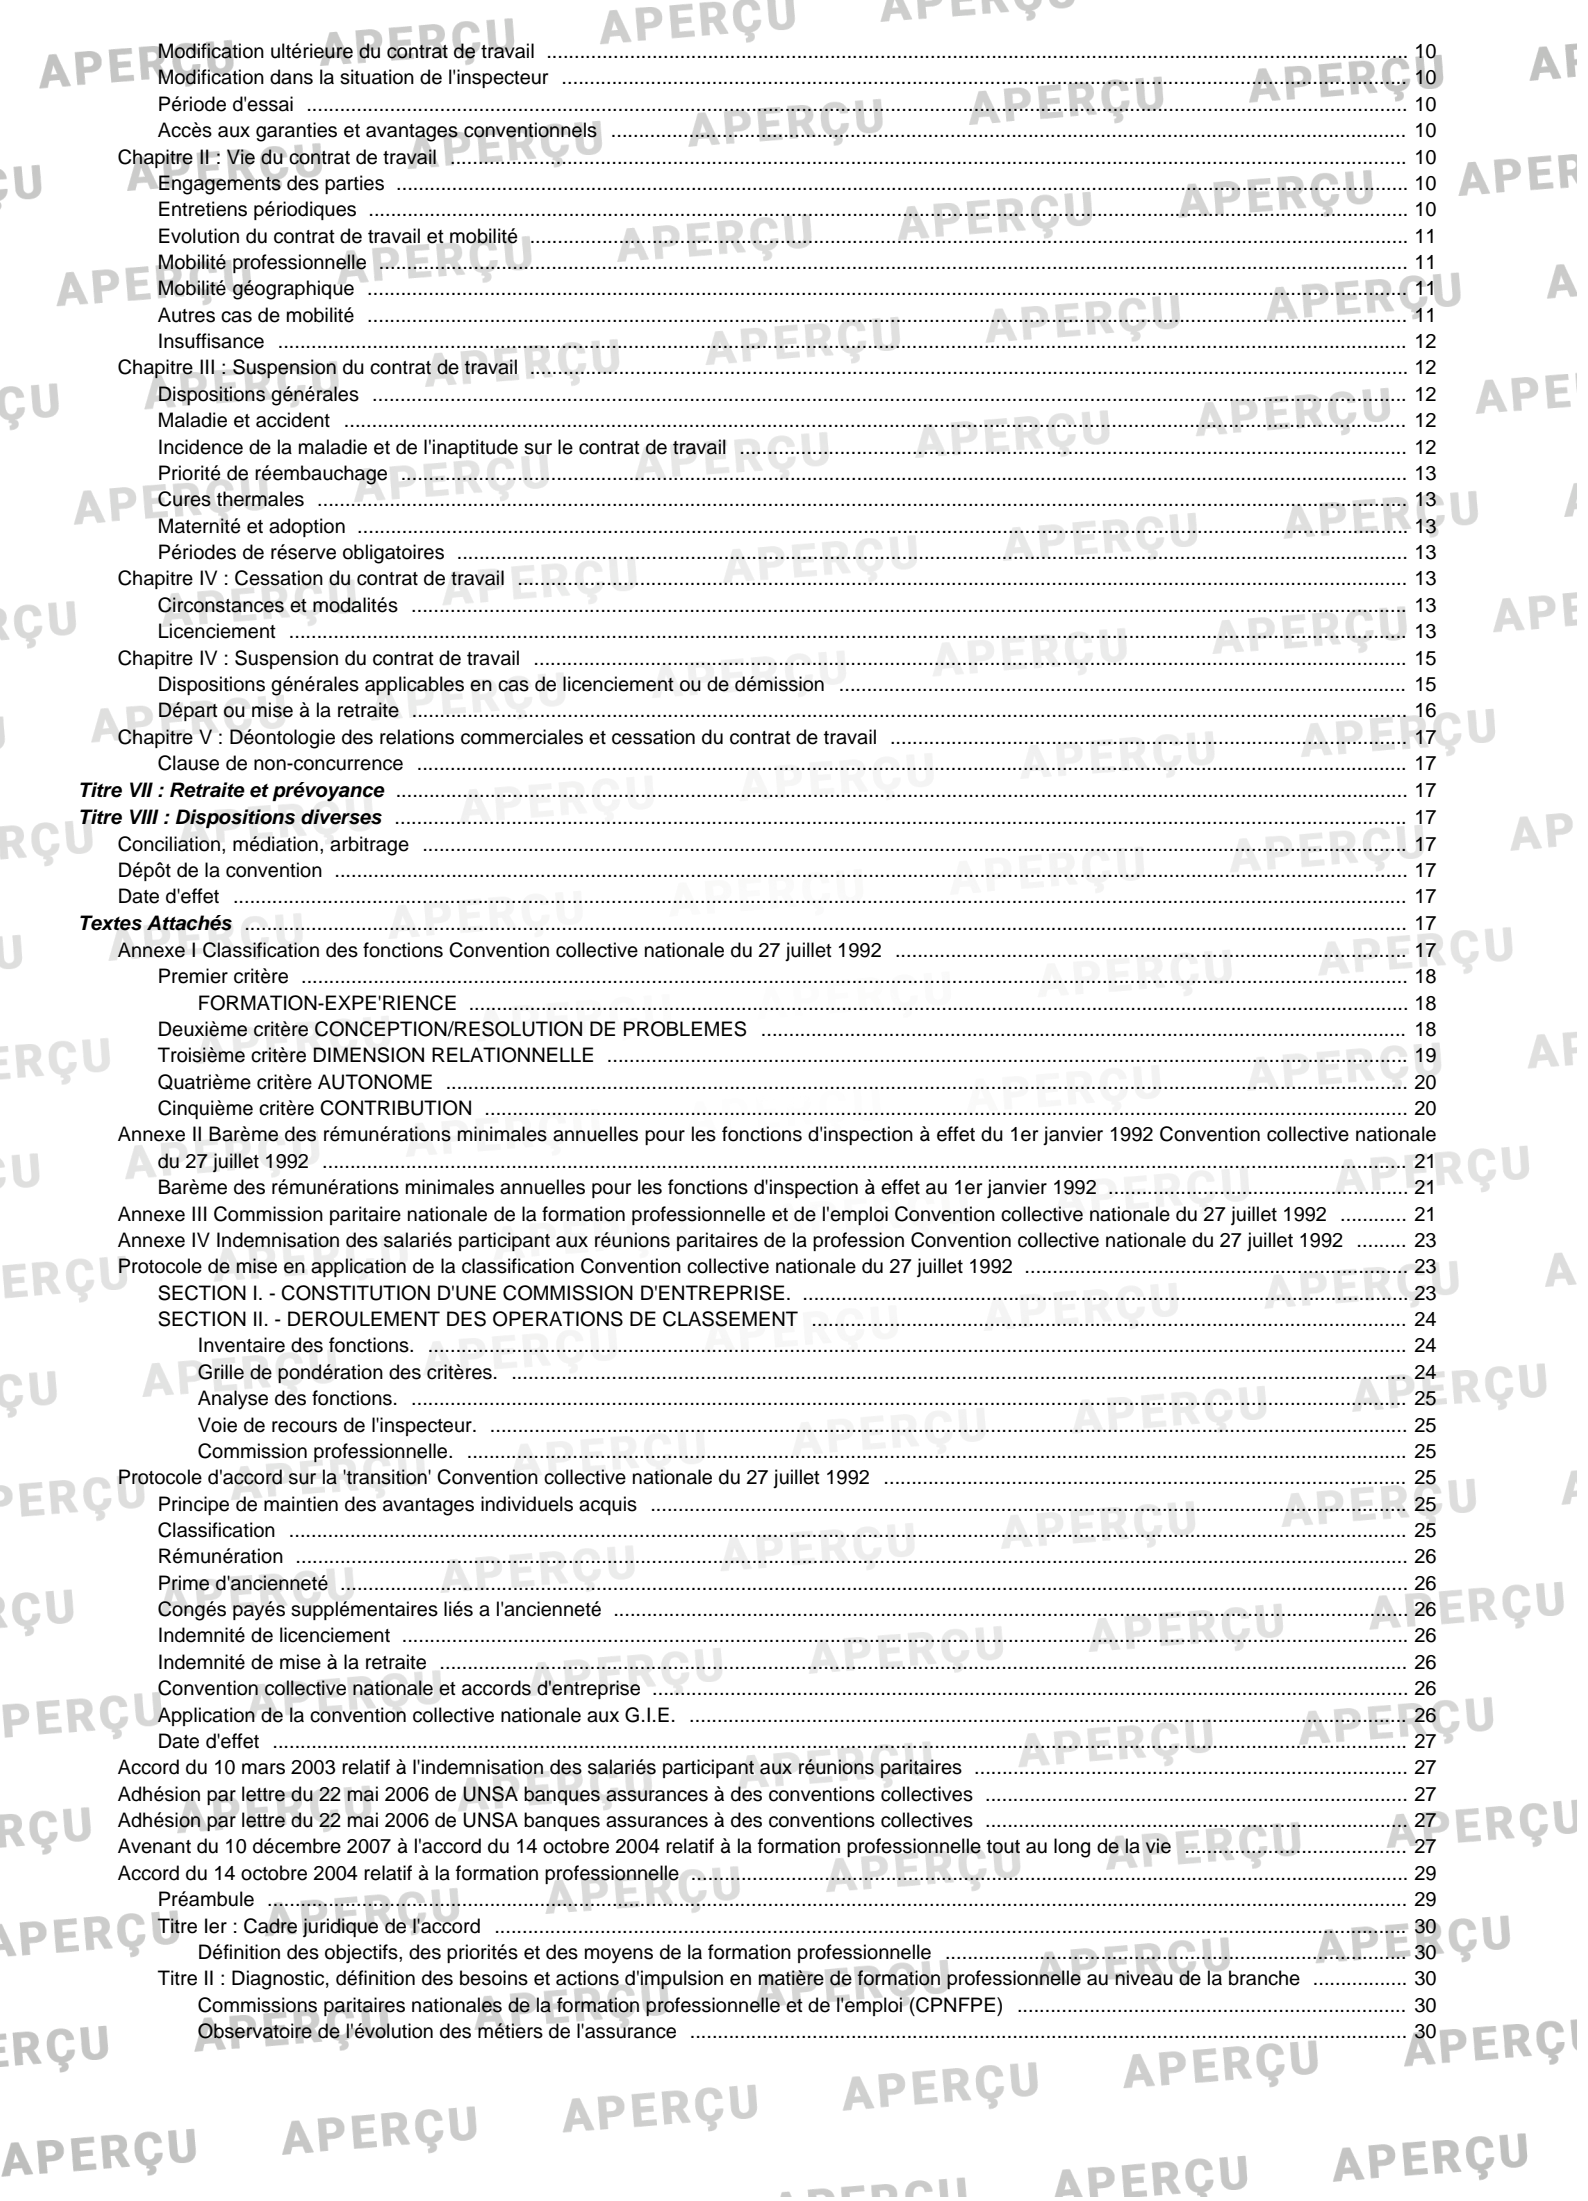 Modification ultérieure du contrat de travail ... 10
Modification dans la situation de l'inspecteur ... 10
Période d'essai ... 10
Accès aux garanties et avantages conventionnels ... 10
Chapitre II : Vie du contrat de travail ... 10
Engagements des parties ... 10
Entretiens périodiques ... 10
Evolution du contrat de travail et mobilité ... 11
Mobilité professionnelle ... 11
Mobilité géographique ... 11
Autres cas de mobilité ... 11
Insuffisance ... 12
Chapitre III : Suspension du contrat de travail ... 12
Dispositions générales ... 12
Maladie et accident ... 12
Incidence de la maladie et de l'inaptitude sur le contrat de travail ... 12
Priorité de réembauchage ... 13
Cures thermales ... 13
Maternité et adoption ... 13
Périodes de réserve obligatoires ... 13
Chapitre IV : Cessation du contrat de travail ... 13
Circonstances et modalités ... 13
Licenciement ... 13
Chapitre IV : Suspension du contrat de travail ... 15
Dispositions générales applicables en cas de licenciement ou de démission ... 15
Départ ou mise à la retraite ... 16
Chapitre V : Déontologie des relations commerciales et cessation du contrat de travail ... 17
Clause de non-concurrence ... 17
Titre VII : Retraite et prévoyance ... 17
Titre VIII : Dispositions diverses ... 17
Conciliation, médiation, arbitrage ... 17
Dépôt de la convention ... 17
Date d'effet ... 17
Textes Attachés ... 17
Annexe I Classification des fonctions Convention collective nationale du 27 juillet 1992 ... 17
Premier critère ... 18
FORMATION-EXPE'RIENCE ... 18
Deuxième critère CONCEPTION/RESOLUTION DE PROBLEMES ... 18
Troisième critère DIMENSION RELATIONNELLE ... 19
Quatrième critère AUTONOME ... 20
Cinquième critère CONTRIBUTION ... 20
Annexe II Barème des rémunérations minimales annuelles pour les fonctions d'inspection à effet du 1er janvier 1992 Convention collective nationale
du 27 juillet 1992 ... 21
Barème des rémunérations minimales annuelles pour les fonctions d'inspection à effet au 1er janvier 1992 ... 21
Annexe III Commission paritaire nationale de la formation professionnelle et de l'emploi Convention collective nationale du 27 juillet 1992 ... 21
Annexe IV Indemnisation des salariés participant aux réunions paritaires de la profession Convention collective nationale du 27 juillet 1992 ... 23
Protocole de mise en application de la classification Convention collective nationale du 27 juillet 1992 ... 23
SECTION I. - CONSTITUTION D'UNE COMMISSION D'ENTREPRISE. ... 23
SECTION II. - DEROULEMENT DES OPERATIONS DE CLASSEMENT ... 24
Inventaire des fonctions. ... 24
Grille de pondération des critères. ... 24
Analyse des fonctions. ... 25
Voie de recours de l'inspecteur. ... 25
Commission professionnelle. ... 25
Protocole d'accord sur la 'transition' Convention collective nationale du 27 juillet 1992 ... 25
Principe de maintien des avantages individuels acquis ... 25
Classification ... 25
Rémunération ... 26
Prime d'ancienneté ... 26
Congés payés supplémentaires liés a l'ancienneté ... 26
Indemnité de licenciement ... 26
Indemnité de mise à la retraite ... 26
Convention collective nationale et accords d'entreprise ... 26
Application de la convention collective nationale aux G.I.E. ... 26
Date d'effet ... 27
Accord du 10 mars 2003 relatif à l'indemnisation des salariés participant aux réunions paritaires ... 27
Adhésion par lettre du 22 mai 2006 de UNSA banques assurances à des conventions collectives ... 27
Adhésion par lettre du 22 mai 2006 de UNSA banques assurances à des conventions collectives ... 27
Avenant du 10 décembre 2007 à l'accord du 14 octobre 2004 relatif à la formation professionnelle tout au long de la vie ... 27
Accord du 14 octobre 2004 relatif à la formation professionnelle ... 29
Préambule ... 29
Titre Ier : Cadre juridique de l'accord ... 30
Définition des objectifs, des priorités et des moyens de la formation professionnelle ... 30
Titre II : Diagnostic, définition des besoins et actions d'impulsion en matière de formation professionnelle au niveau de la branche ... 30
Commissions paritaires nationales de la formation professionnelle et de l'emploi (CPNFPE) ... 30
Observatoire de l'évolution des métiers de l'assurance ... 30
APERÇU